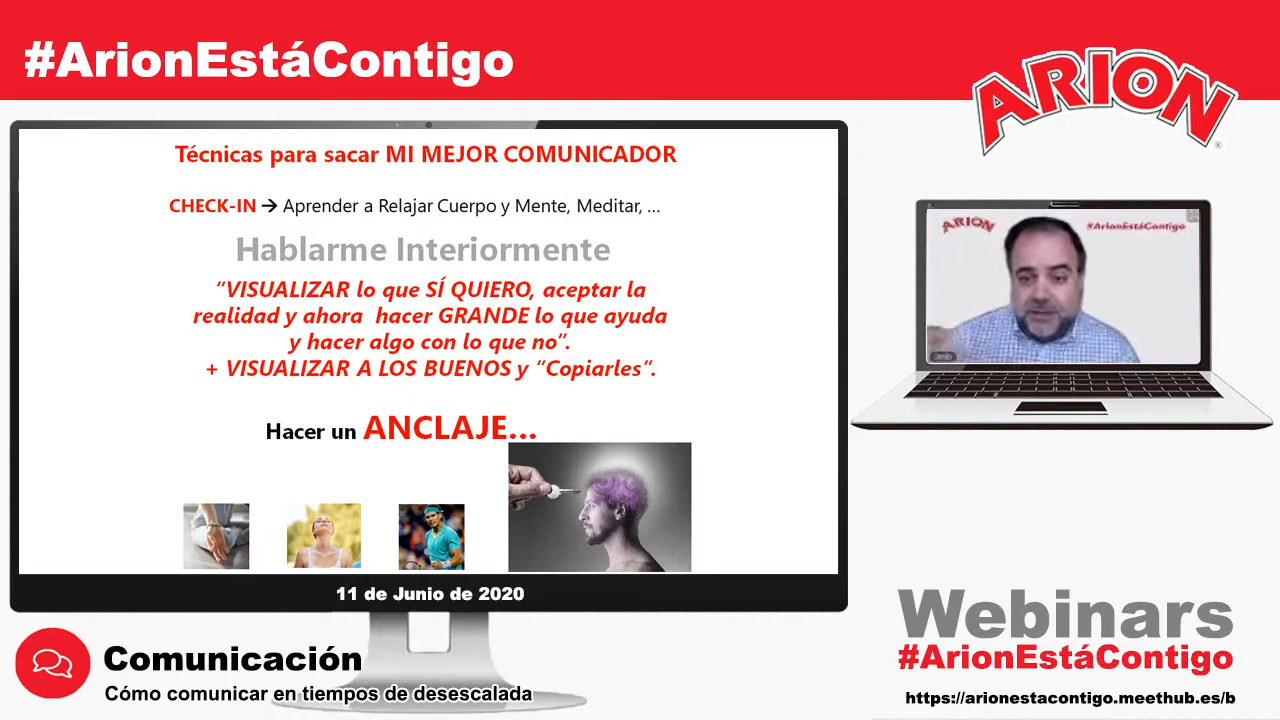 #ArionEstáContigo
ARION
®
Técnicas para sacar MI MEJOR COMUNICADOR
CHECK-IN → Aprender a Relajar Cuerpo y Mente, Meditar, ...
Hablarme Interiormente
“VISUALIZAR lo que SÍ QUIERO, aceptar la
realidad y ahora hacer GRANDE lo que ayuda
y hacer algo con lo que no”.
+ VISUALIZAR A LOS BUENOS y “Copiarles”.
Hacer un ANCLAJE...
ARION
#ArionEstáContigo
11 de Junio de 2020
Comunicación
Cómo comunicar en tiempos de desescalada
Webinars
#ArionEstáContigo
https://arionestacontigo.meethub.es/b